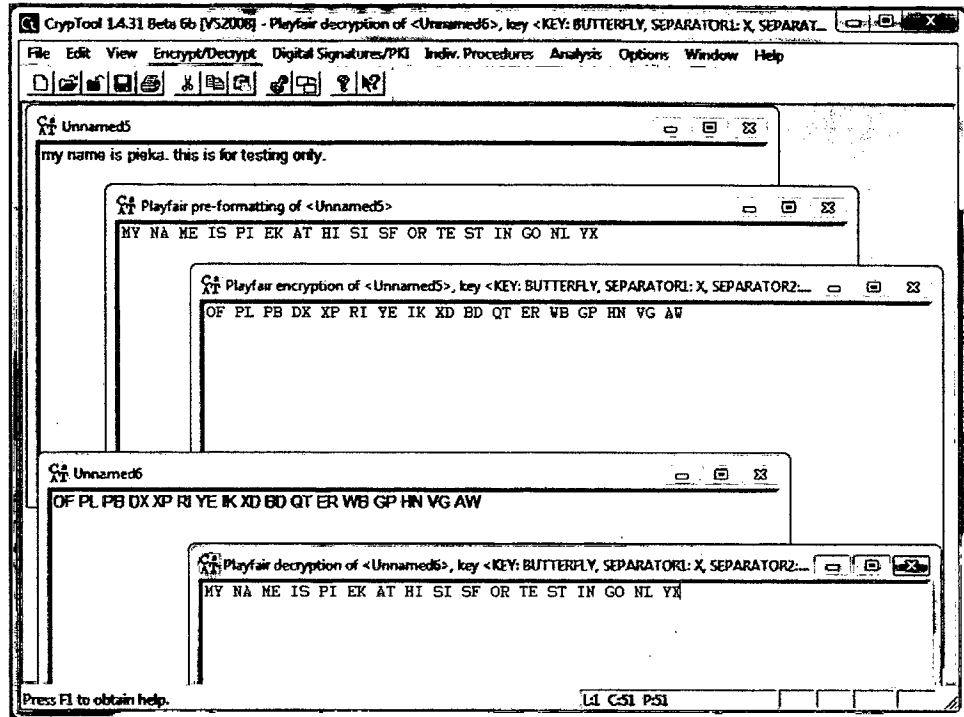 CrypTool 1.4.31 Beta 6b [VS2008] - Playfair decryption of <Unnamed6>, key <KEY: BUTTERFLY, SEPARATOR1: X, SEPARAT...
File Edit View Encrypt/Decrypt Digital Signatures/PKI Indiv. Procedures Analysis Options Window Help
Unnamed5
my name is pieka. this is for testing only.
Playfair pre-formatting of <Unnamed5>
MY NA ME IS PI EK AT HI SI SF OR TE ST IN GO NL YX
Playfair encryption of <Unnamed5>, key <KEY: BUTTERFLY, SEPARATOR1: X, SEPARATOR2:...
OF PL PB DX XP RI YE IK XD BD QT ER WB GP HN VG AW
Unnamed6
OF PL PB DX XP RI YE IK XD BD QT ER WB GP HN VG AW
Playfair decryption of <Unnamed6>, key <KEY: BUTTERFLY, SEPARATOR1: X, SEPARATOR2:...
MY NA ME IS PI EK AT HI SI SF OR TE ST IN GO NL YX
Press F1 to obtain help.
L:1 C:51 P:51